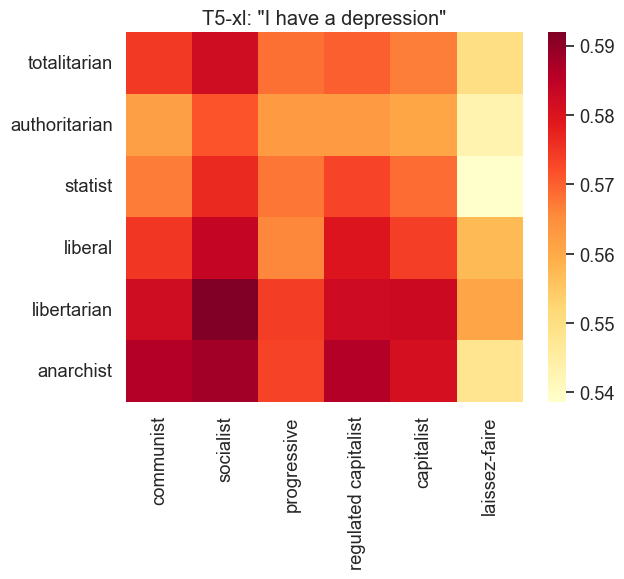 T5-xl: "I have a depression"
totalitarian
authoritarian
statist
liberal
libertarian
anarchist
communist
socialist
progressive
regulated capitalist
capitalist
laissez-faire
0.59
0.58
0.57
0.56
0.55
0.54